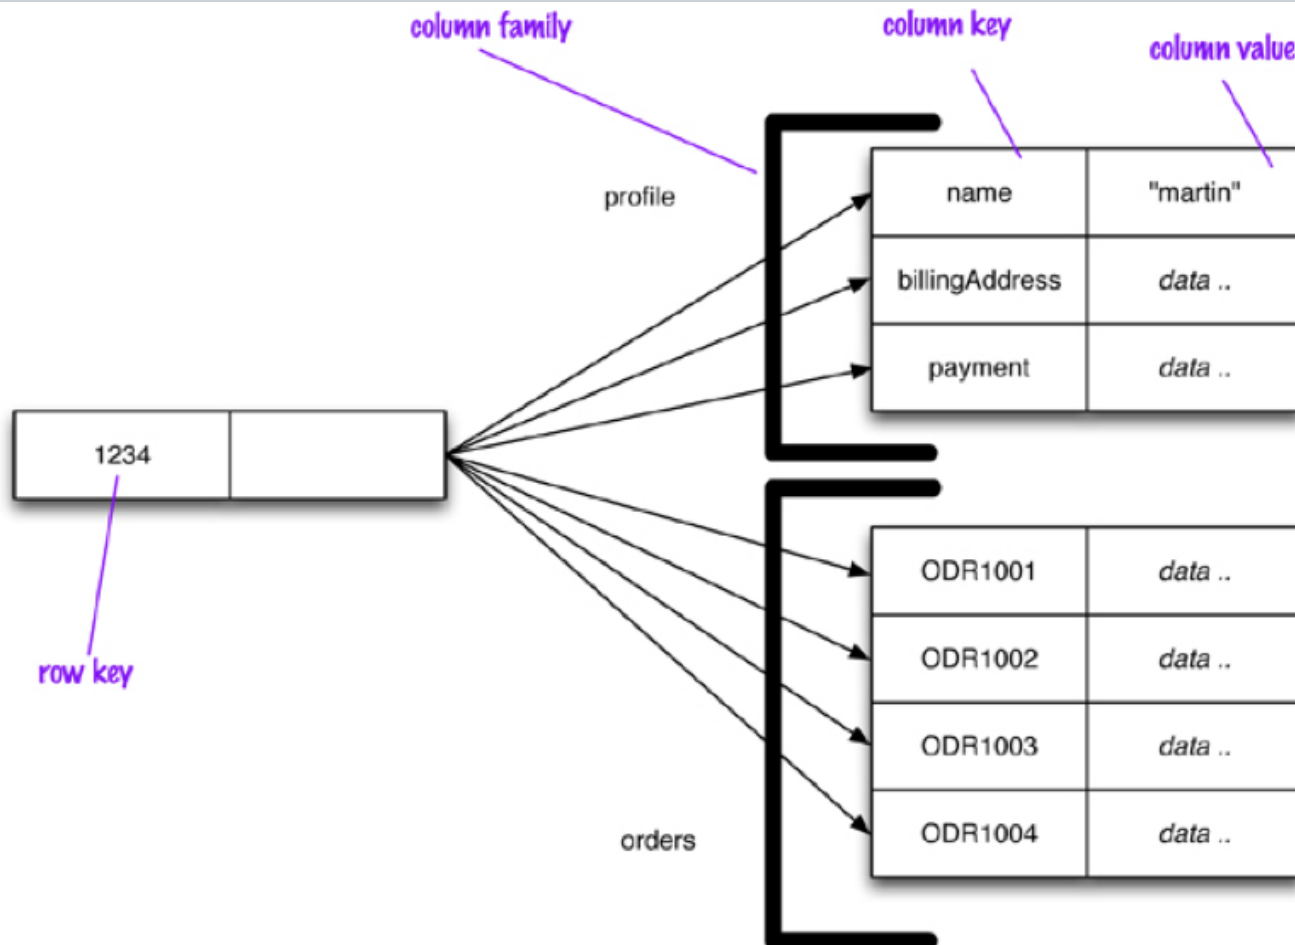 column family
column key
column value
profile
name
"martin"
billingAddress
data ..
payment
data ..
1234
row key
ODR1001
data ..
ODR1002
data ..
ODR1003
data ..
ODR1004
data ..
orders